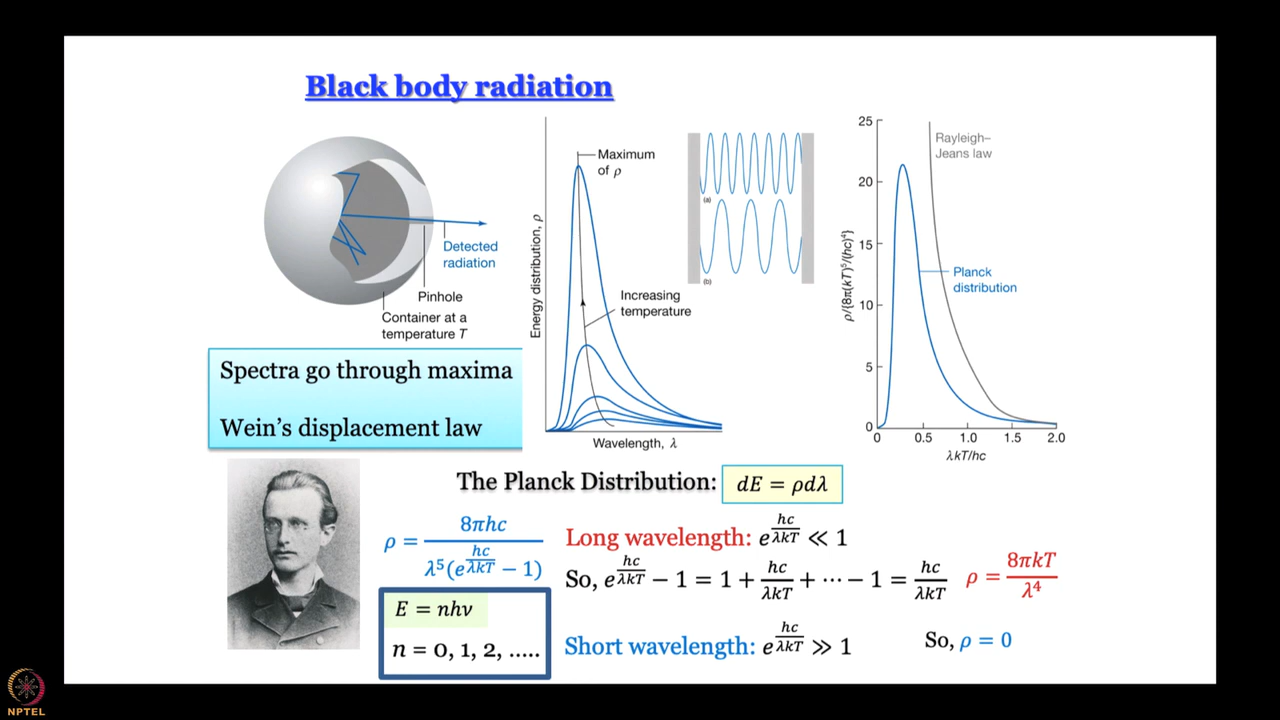 Black body radiation
Detected
radiation
Pinhole
Container at a
temperature T
Spectra go through maxima
Wein's displacement law
Energy distribution, ρ
Maximum
of ρ
Increasing
temperature
Wavelength, λ
(a)
(b)
ρ/{8π(kT)⁵/(hc)⁴}
25
20
15
10
5
0
Rayleigh–
Jeans law
Planck
distribution
0 0.5 1.0 1.5 2.0
λkT/hc
The Planck Distribution: dE = ρdλ
ρ = 8πhc / λ⁵(e^(hc/λkT) − 1)
E = nhν
n = 0, 1, 2, .....
Long wavelength: e^(hc/λkT) ≪ 1
So, e^(hc/λkT) − 1 = 1 + hc/λkT + ⋯ − 1 = hc/λkT ρ = 8πkT/λ⁴
Short wavelength: e^(hc/λkT) ≫ 1 So, ρ = 0
NPTEL